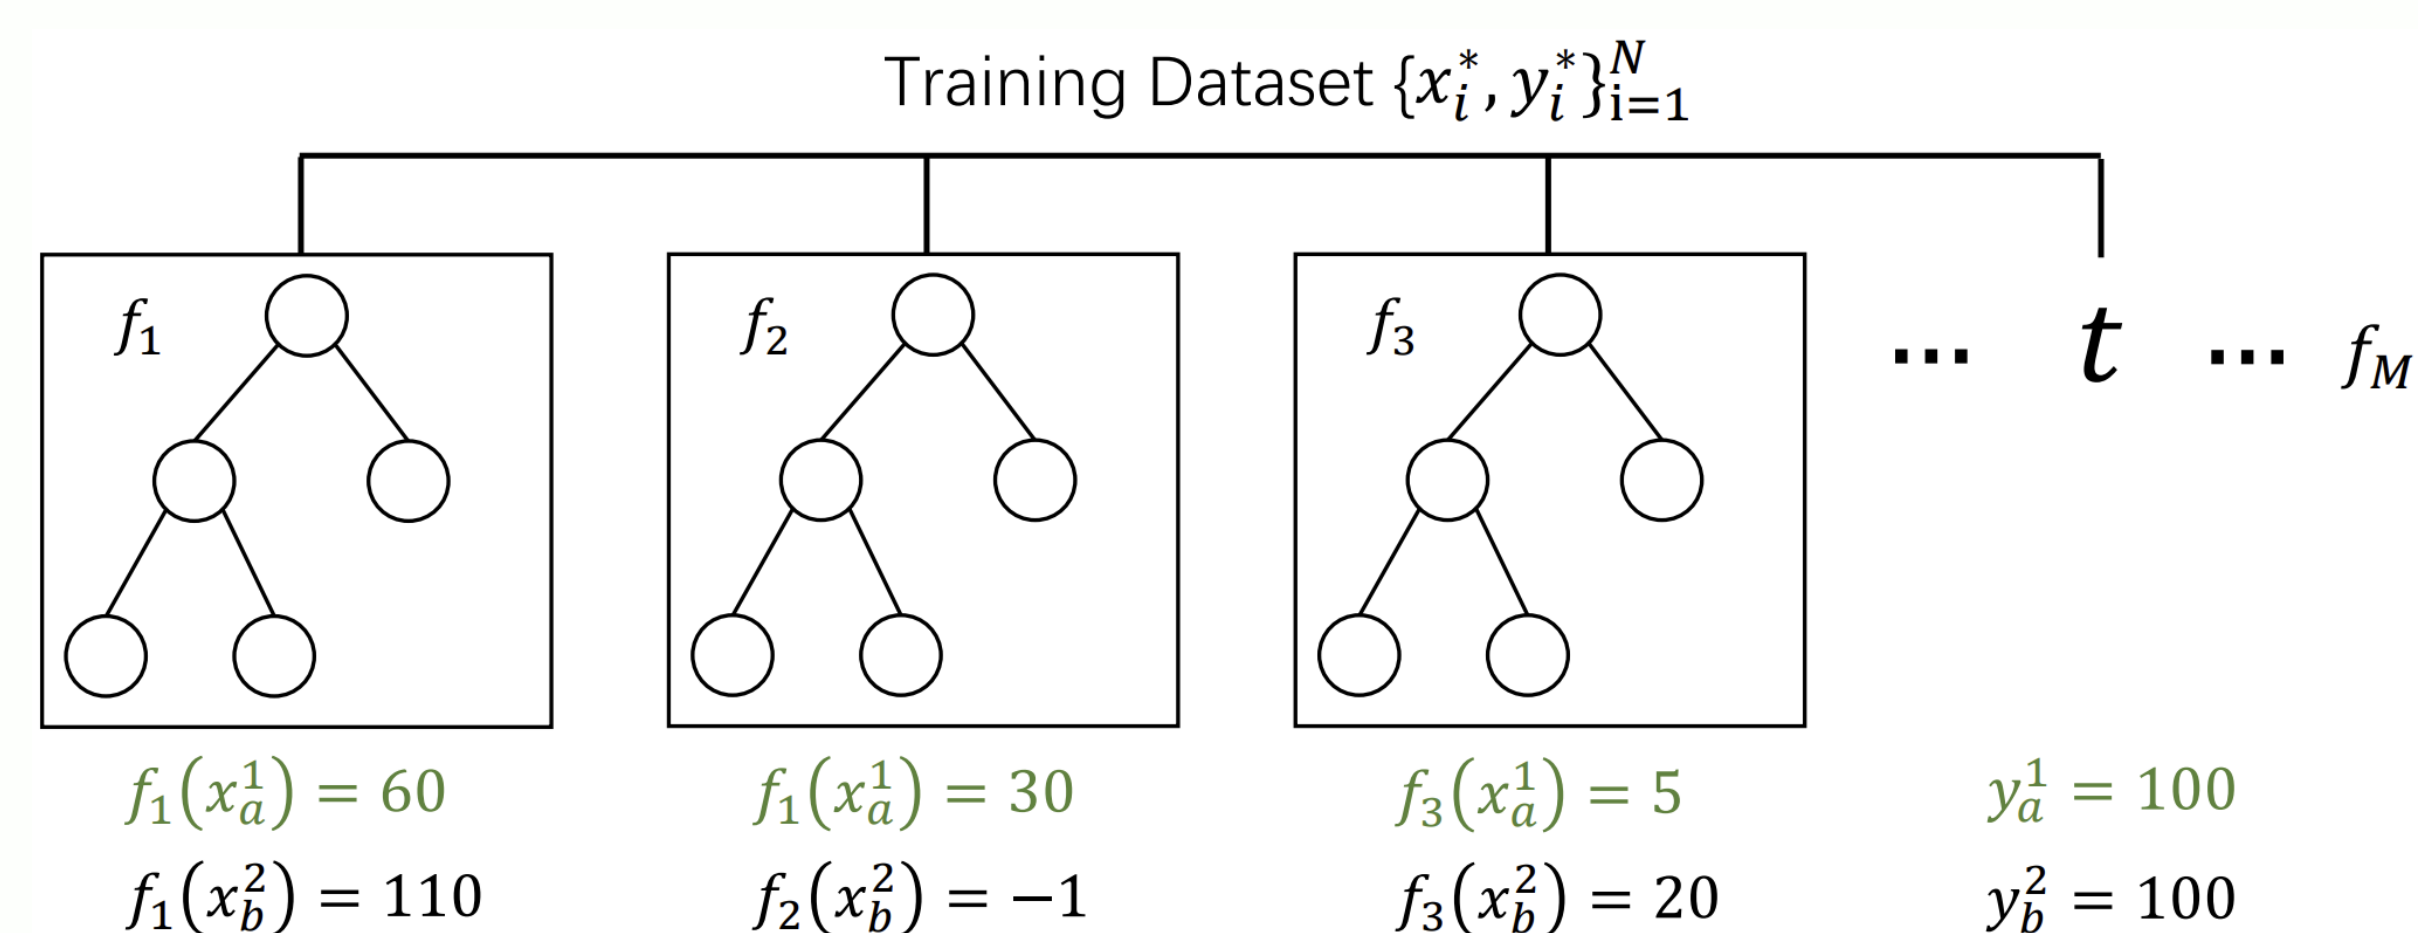 Training Dataset {x_i^*, y_i^*}_{i=1}^N
f_1 f_2 f_3 ... t ... f_M
f_1(x_a^1) = 60 f_1(x_a^1) = 30 f_3(x_a^1) = 5 y_a^1 = 100
f_1(x_b^2) = 110 f_2(x_b^2) = −1 f_3(x_b^2) = 20 y_b^2 = 100